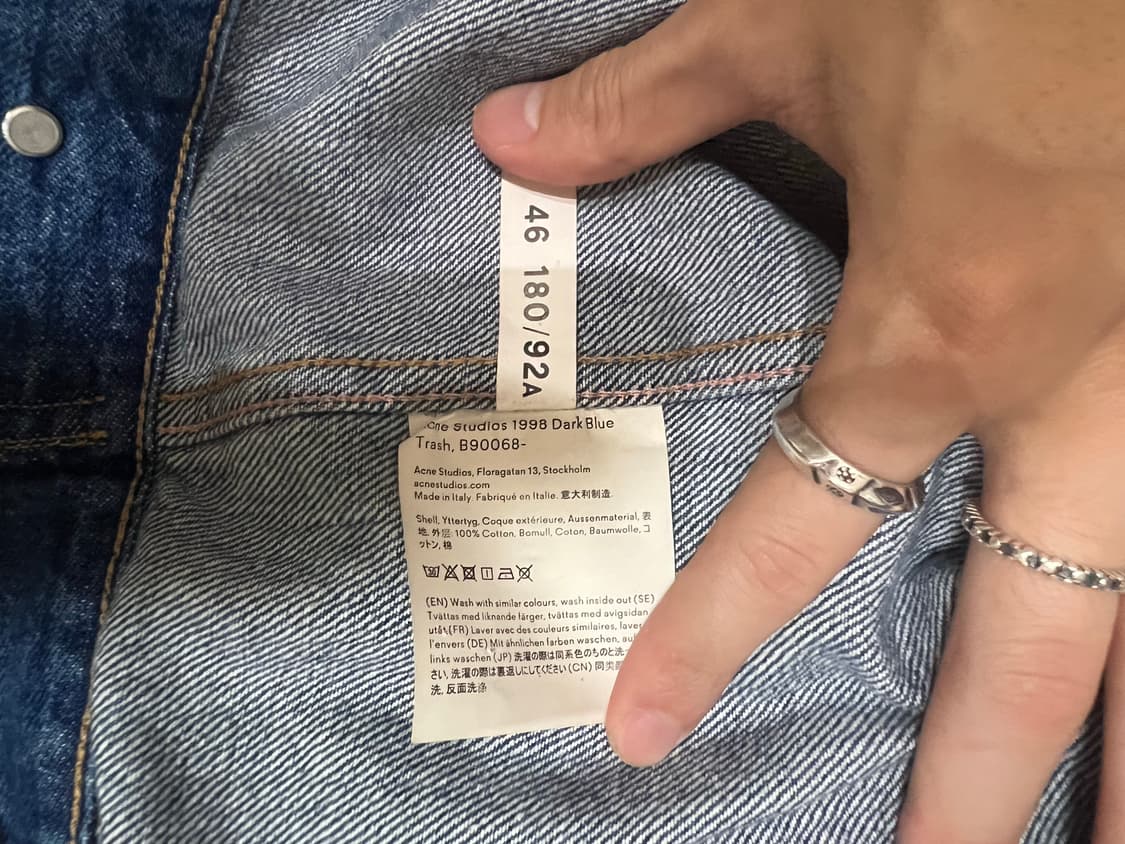 46 180/92A
Acne Studios 1998 Dark Blue
Trash, B90068-
Acne Studios, Floragatan 13, Stockholm
acnestudios.com
Made in Italy. Fabriqué en Italie. 意大利制造.
Shell, Yttertyg, Coque extérieure, Aussenmaterial, 表
地, 外层: 100% Cotton, Bomull, Coton, Baumwolle, コ
ットン, 棉
(EN) Wash with similar colours, wash inside out (SE)
Tvättas med liknande färger, tvättas med avigsidan
utåt (FR) Laver avec des couleurs similaires, laver
l'envers (DE) Mit ähnlichen farben waschen, auf
links waschen (JP) 洗濯の際は同系色のものと洗
さい, 洗濯の際は裏返しにしてください (CN) 同类
洗, 反面洗涤